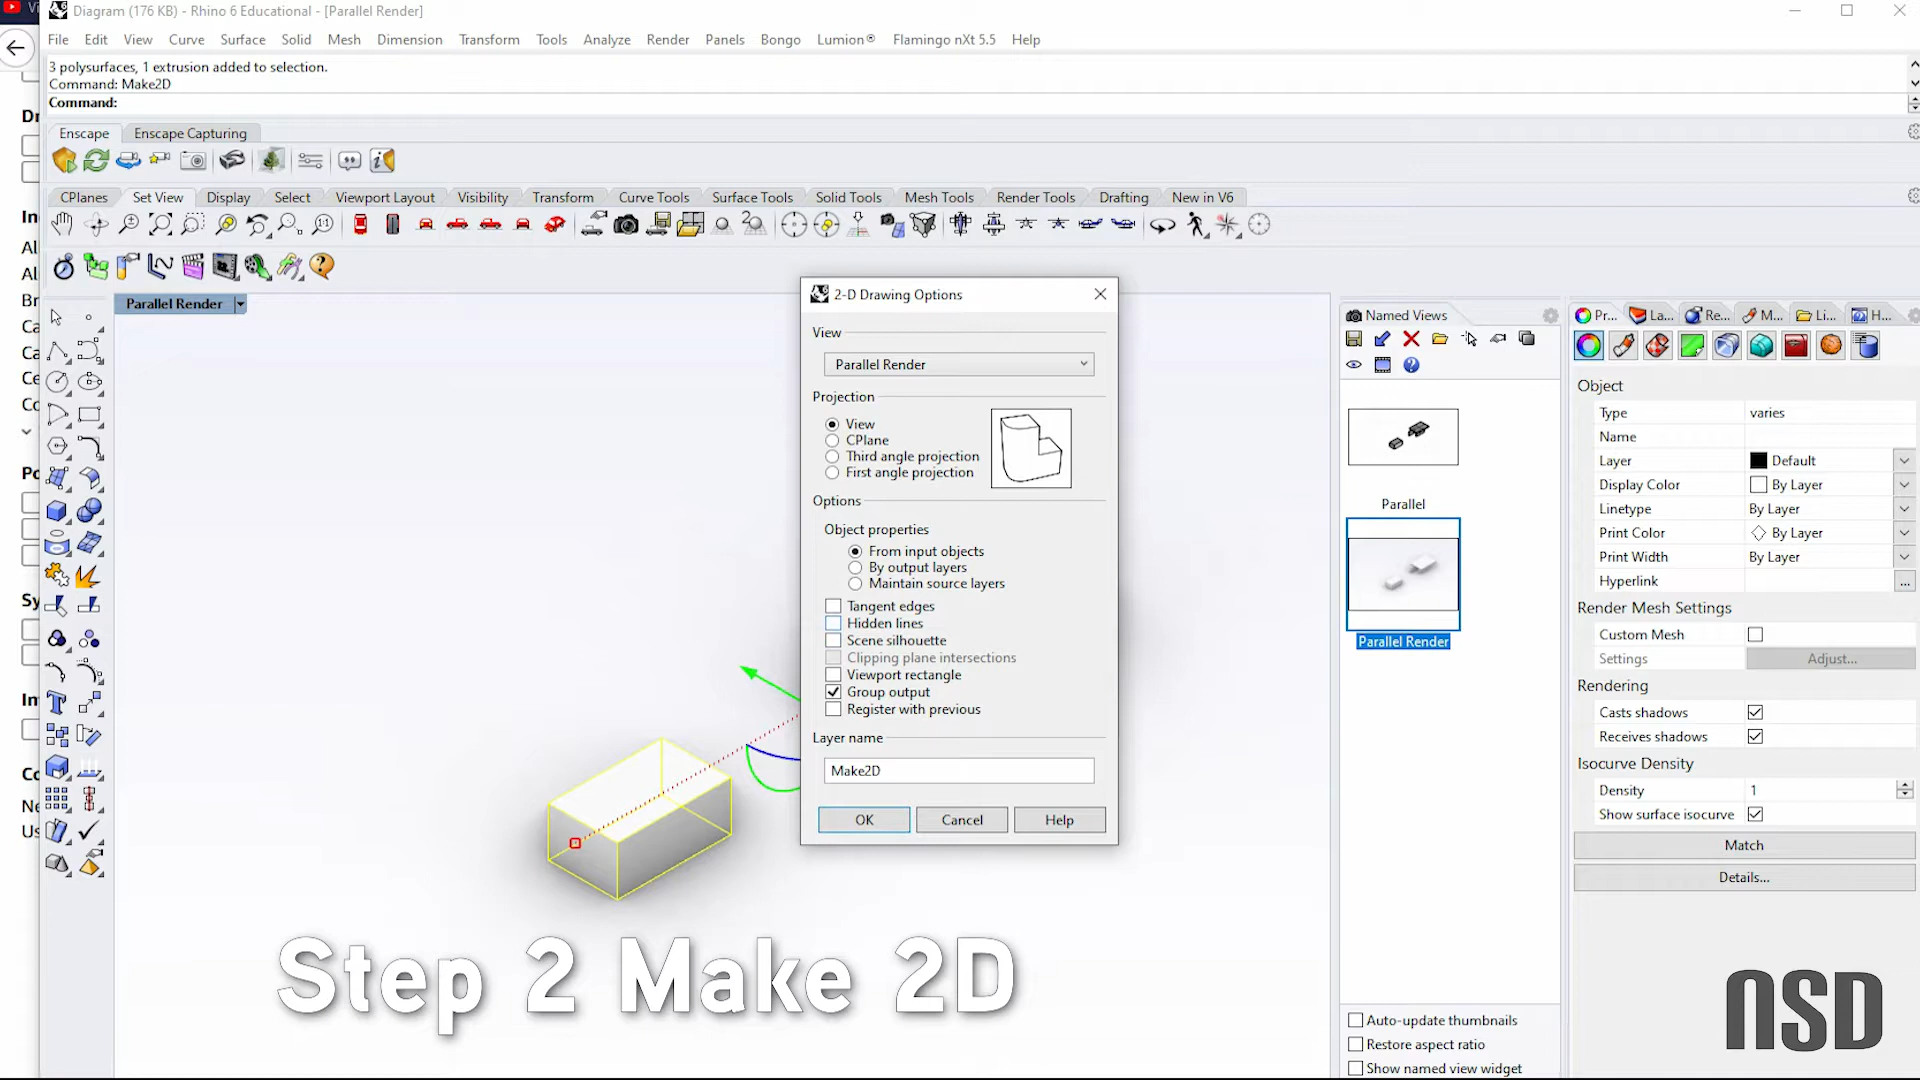 Diagram (176 KB) - Rhino 6 Educational - [Parallel Render]
File Edit View Curve Surface Solid Mesh Dimension Transform Tools Analyze Render Panels Bongo Lumion® Flamingo nXt 5.5 Help
3 polysurfaces, 1 extrusion added to selection.
Command: Make2D
Command:
Enscape Enscape Capturing
CPlanes Set View Display Select Viewport Layout Visibility Transform Curve Tools Surface Tools Solid Tools Mesh Tools Render Tools Drafting New in V6
Parallel Render
2-D Drawing Options
View
Parallel Render
Projection
View
CPlane
Third angle projection
First angle projection
Options
Object properties
From input objects
By output layers
Maintain source layers
Tangent edges
Hidden lines
Scene silhouette
Clipping plane intersections
Viewport rectangle
Group output
Register with previous
Layer name
Make2D
OK Cancel Help
Named Views
Parallel
Parallel Render
Auto-update thumbnails
Restore aspect ratio
Show named view widget
Pr... La... Re... M... Li... H...
Object
Type varies
Name
Layer Default
Display Color By Layer
Linetype By Layer
Print Color By Layer
Print Width By Layer
Hyperlink ...
Render Mesh Settings
Custom Mesh
Settings Adjust...
Rendering
Casts shadows
Receives shadows
Isocurve Density
Density 1
Show surface isocurve
Match
Details...
Step 2 Make 2D
NSD